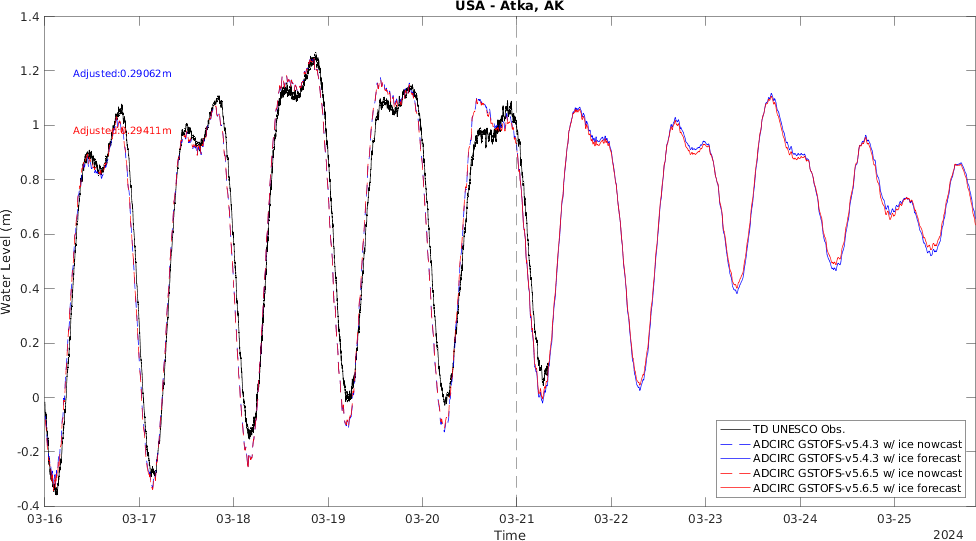 USA - Atka, AK
1.4
1.2
1
0.8
0.6
0.4
0.2
0
-0.2
-0.4
Water Level (m)
Adjusted:0.29062m
Adjusted:0.29411m
TD UNESCO Obs.
ADCIRC GSTOFS-v5.4.3 w/ ice nowcast
ADCIRC GSTOFS-v5.4.3 w/ ice forecast
ADCIRC GSTOFS-v5.6.5 w/ ice nowcast
ADCIRC GSTOFS-v5.6.5 w/ ice forecast
03-16 03-17 03-18 03-19 03-20 03-21 03-22 03-23 03-24 03-25
Time
2024